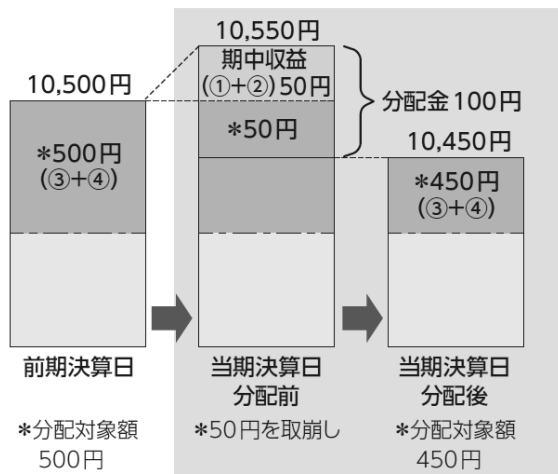 10,500円
*500円
(③+④)
前期決算日
*分配対象額
500円
10,550円
期中収益
(①+②)50円
*50円
分配金100円
当期決算日
分配前
*50円を取崩し
10,450円
*450円
(③+④)
当期決算日
分配後
*分配対象額
450円